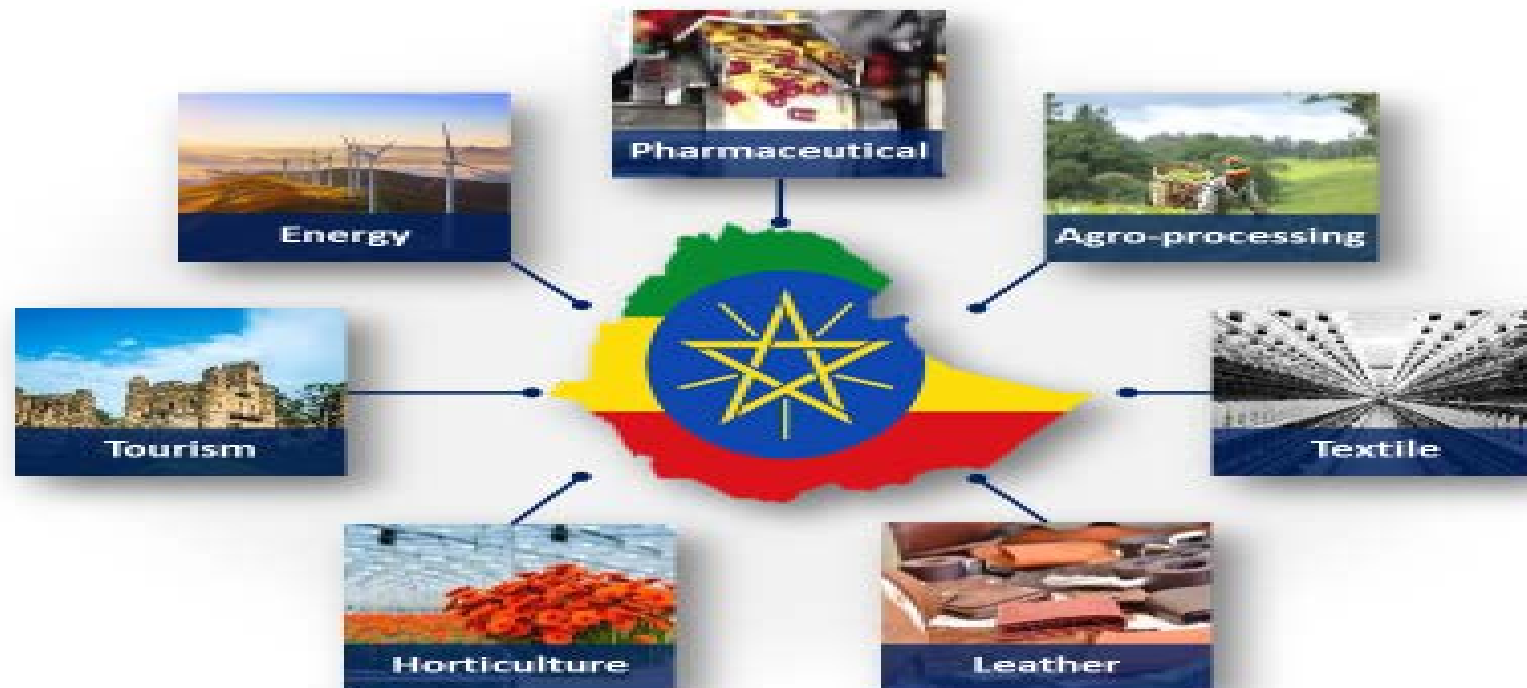 Pharmaceutical
Energy
Agro-processing
Tourism
Textile
Horticulture
Leather